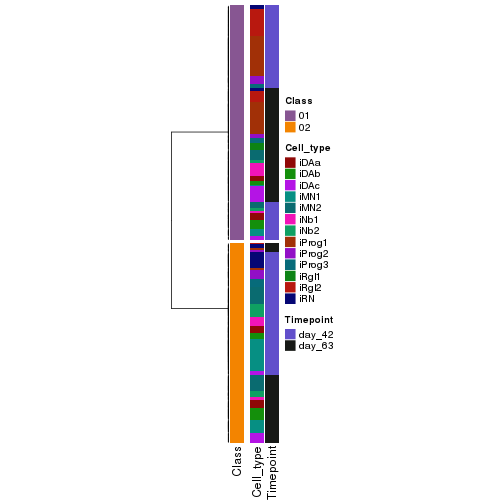 Class
01
02
Cell_type
iDAa
iDAb
iDAc
iMN1
iMN2
iNb1
iNb2
iProg1
iProg2
iProg3
iRgl1
iRgl2
iRN
Timepoint
day_42
day_63
Class
Cell_type
Timepoint